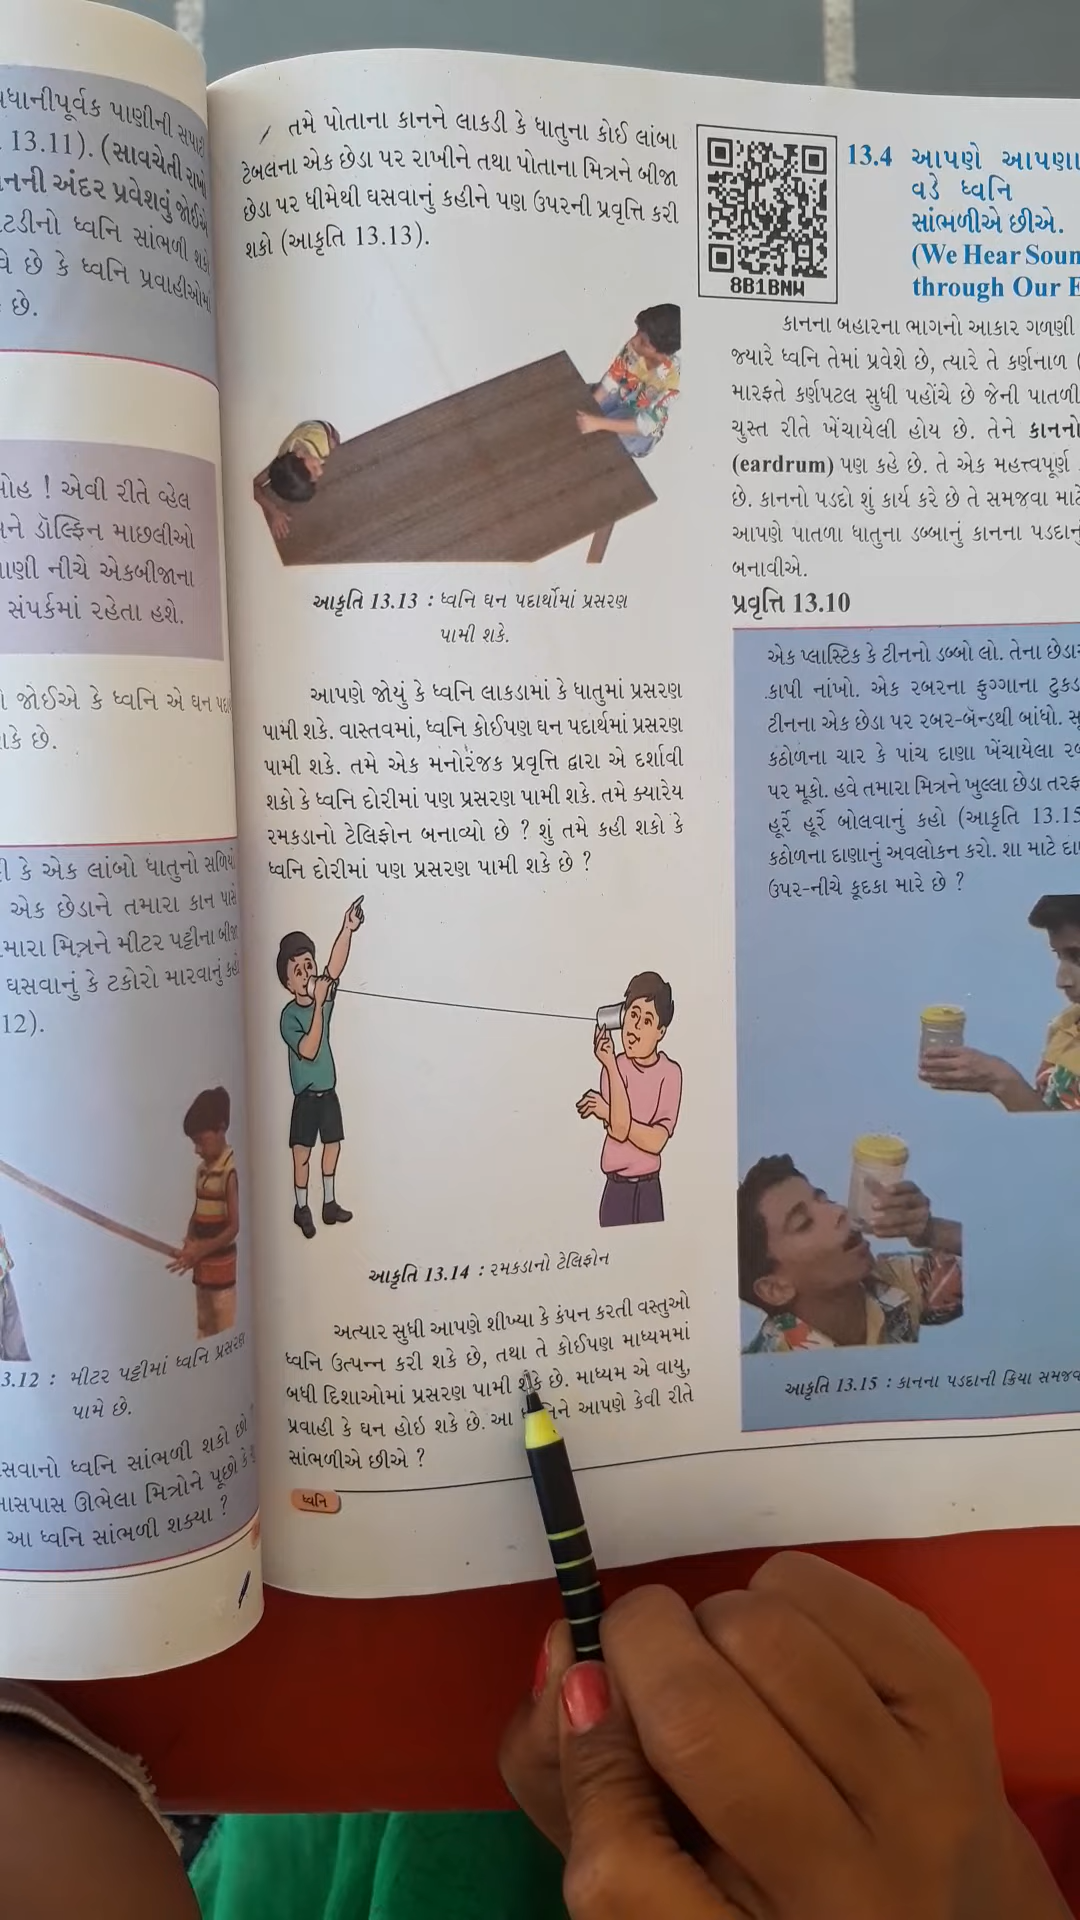 ધાનીપૂર્વક પાણીની સપાટી
13.11). (સાવચેતી રાખો
નની અંદર પ્રવેશવું જોઈએ
ટડીનો ધ્વનિ સાંભળી શકો
વે છે કે ધ્વનિ પ્રવાહીઓમાં
છે.
ઓહ ! એવી રીતે વ્હેલ
ને ડૉલ્ફિન માછલીઓ
ાણી નીચે એકબીજાના
સંપર્કમાં રહેતા હશે.
જોઈએ કે ધ્વનિ એ ઘન
કે છે.
કે એક લાંબો ધાતુનો સળિયો
એક છેડાને તમારા કાન પાસે
મારા મિત્રને મીટર પટ્ટીના બીજા
ઘસવાનું કે ટકોરો મારવાનું કહો
12).
3.12 : મીટર પટ્ટીમાં ધ્વનિ પ્રસરણ
પામે છે.
સવાનો ધ્વનિ સાંભળી શકો છો
આસપાસ ઊભેલા મિત્રોને પૂછો કે
આ ધ્વનિ સાંભળી શક્યા ?
તમે પોતાના કાનને લાકડી કે ધાતુના કોઈ લાંબા
ટેબલના એક છેડા પર રાખીને તથા પોતાના મિત્રને બીજા
છેડા પર ધીમેથી ઘસવાનું કહીને પણ ઉપરની પ્રવૃત્તિ કરી
શકો (આકૃતિ 13.13).
આકૃતિ 13.13 : ધ્વનિ ઘન પદાર્થોમાં પ્રસરણ
પામી શકે.
આપણે જોયું કે ધ્વનિ લાકડામાં કે ધાતુમાં પ્રસરણ
પામી શકે. વાસ્તવમાં, ધ્વનિ કોઈપણ ઘન પદાર્થમાં પ્રસરણ
પામી શકે. તમે એક મનોરંજક પ્રવૃત્તિ દ્વારા એ દર્શાવી
શકો કે ધ્વનિ દોરીમાં પણ પ્રસરણ પામી શકે. તમે ક્યારેય
રમકડાનો ટેલિફોન બનાવ્યો છે ? શું તમે કહી શકો કે
ધ્વનિ દોરીમાં પણ પ્રસરણ પામી શકે છે ?
આકૃતિ 13.14 : રમકડાનો ટેલિફોન
અત્યાર સુધી આપણે શીખ્યા કે કંપન કરતી વસ્તુઓ
ધ્વનિ ઉત્પન્ન કરી શકે છે, તથા તે કોઈપણ માધ્યમમાં
બધી દિશાઓમાં પ્રસરણ પામી શકે છે. માધ્યમ એ વાયુ,
પ્રવાહી કે ઘન હોઇ શકે છે. આ આપણે કેવી રીતે
સાંભળીએ છીએ ?
ધ્વનિ
8B1BNW
13.4 આપણે આપણા
વડે ધ્વનિ
સાંભળીએ છીએ.
(We Hear Soun
through Our E
કાનના બહારના ભાગનો આકાર ગળણી
જ્યારે ધ્વનિ તેમાં પ્રવેશે છે, ત્યારે તે કર્ણનાળ (
મારફતે કર્ણપટલ સુધી પહોંચે છે જેની પાતળી
ચુસ્ત રીતે ખેંચાયેલી હોય છે. તેને કાનનો
(eardrum) પણ કહે છે. તે એક મહત્ત્વપૂર્ણ
છે. કાનનો પડદો શું કાર્ય કરે છે તે સમજવા માટે
આપણે પાતળા ધાતુના ડબ્બાનું કાનના પડદાનું
બનાવીએ.
પ્રવૃત્તિ 13.10
એક પ્લાસ્ટિક કે ટીનનો ડબ્બો લો. તેના છેડા
કાપી નાંખો. એક રબરના ફુગ્ગાના ટુકડ
ટીનના એક છેડા પર રબર-બૅન્ડથી બાંધો. સૂ
કઠોળના ચાર કે પાંચ દાણા ખેંચાયેલા રબ
પર મૂકો. હવે તમારા મિત્રને ખુલ્લા છેડા તરફ
હૂર્રે હૂર્રે બોલવાનું કહો (આકૃતિ 13.15
કઠોળના દાણાનું અવલોકન કરો. શા માટે દા
ઉપર-નીચે કૂદકા મારે છે ?
આકૃતિ 13.15 : કાનના પડદાની ક્રિયા સમજવ